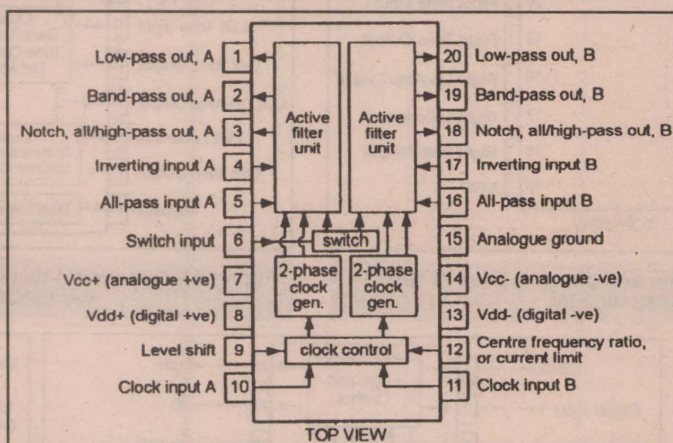 Low-pass out, A 1
Band-pass out, A 2
Notch, all/high-pass out, A 3
Inverting input A 4
All-pass input A 5
Switch input 6
Vcc+ (analogue +ve) 7
Vdd+ (digital +ve) 8
Level shift 9
Clock input A 10
Active
filter
unit
Active
filter
unit
switch
2-phase
clock
gen.
2-phase
clock
gen.
clock control
20 Low-pass out, B
19 Band-pass out, B
18 Notch, all/high-pass out, B
17 Inverting input B
16 All-pass input B
15 Analogue ground
14 Vcc- (analogue -ve)
13 Vdd- (digital -ve)
12 Centre frequency ratio,
or current limit
11 Clock input B
TOP VIEW